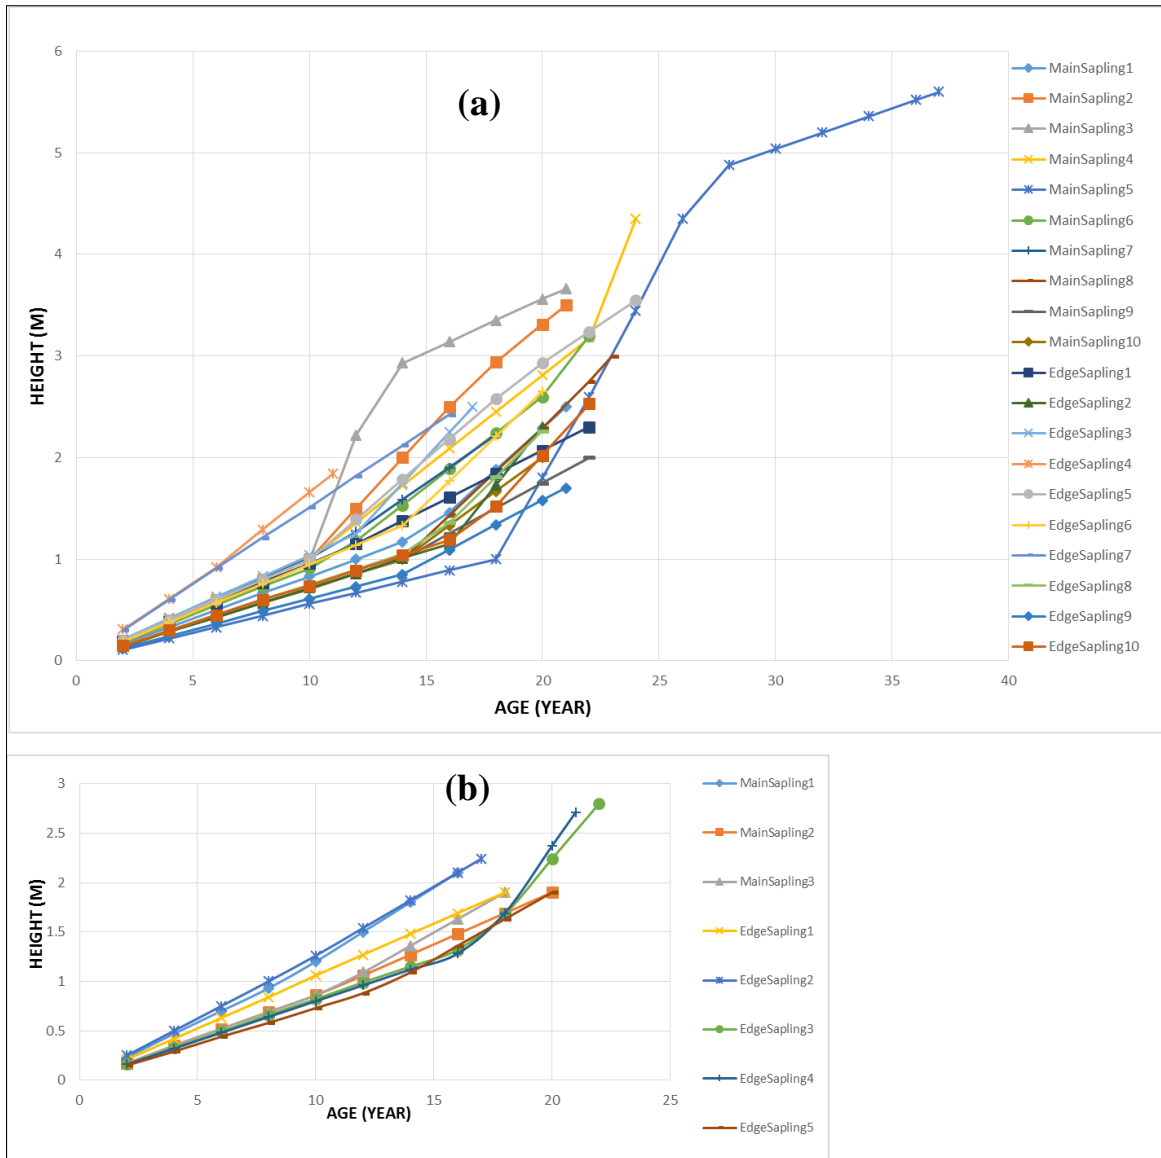 (a)
HEIGHT (M)
6
5
4
3
2
1
0
0 5 10 15 20 25 30 35 40
AGE (YEAR)
MainSapling1
MainSapling2
MainSapling3
MainSapling4
MainSapling5
MainSapling6
MainSapling7
MainSapling8
MainSapling9
MainSapling10
EdgeSapling1
EdgeSapling2
EdgeSapling3
EdgeSapling4
EdgeSapling5
EdgeSapling6
EdgeSapling7
EdgeSapling8
EdgeSapling9
EdgeSapling10
(b)
HEIGHT (M)
3
2.5
2
1.5
1
0.5
0
0 5 10 15 20 25
AGE (YEAR)
MainSapling1
MainSapling2
MainSapling3
EdgeSapling1
EdgeSapling2
EdgeSapling3
EdgeSapling4
EdgeSapling5